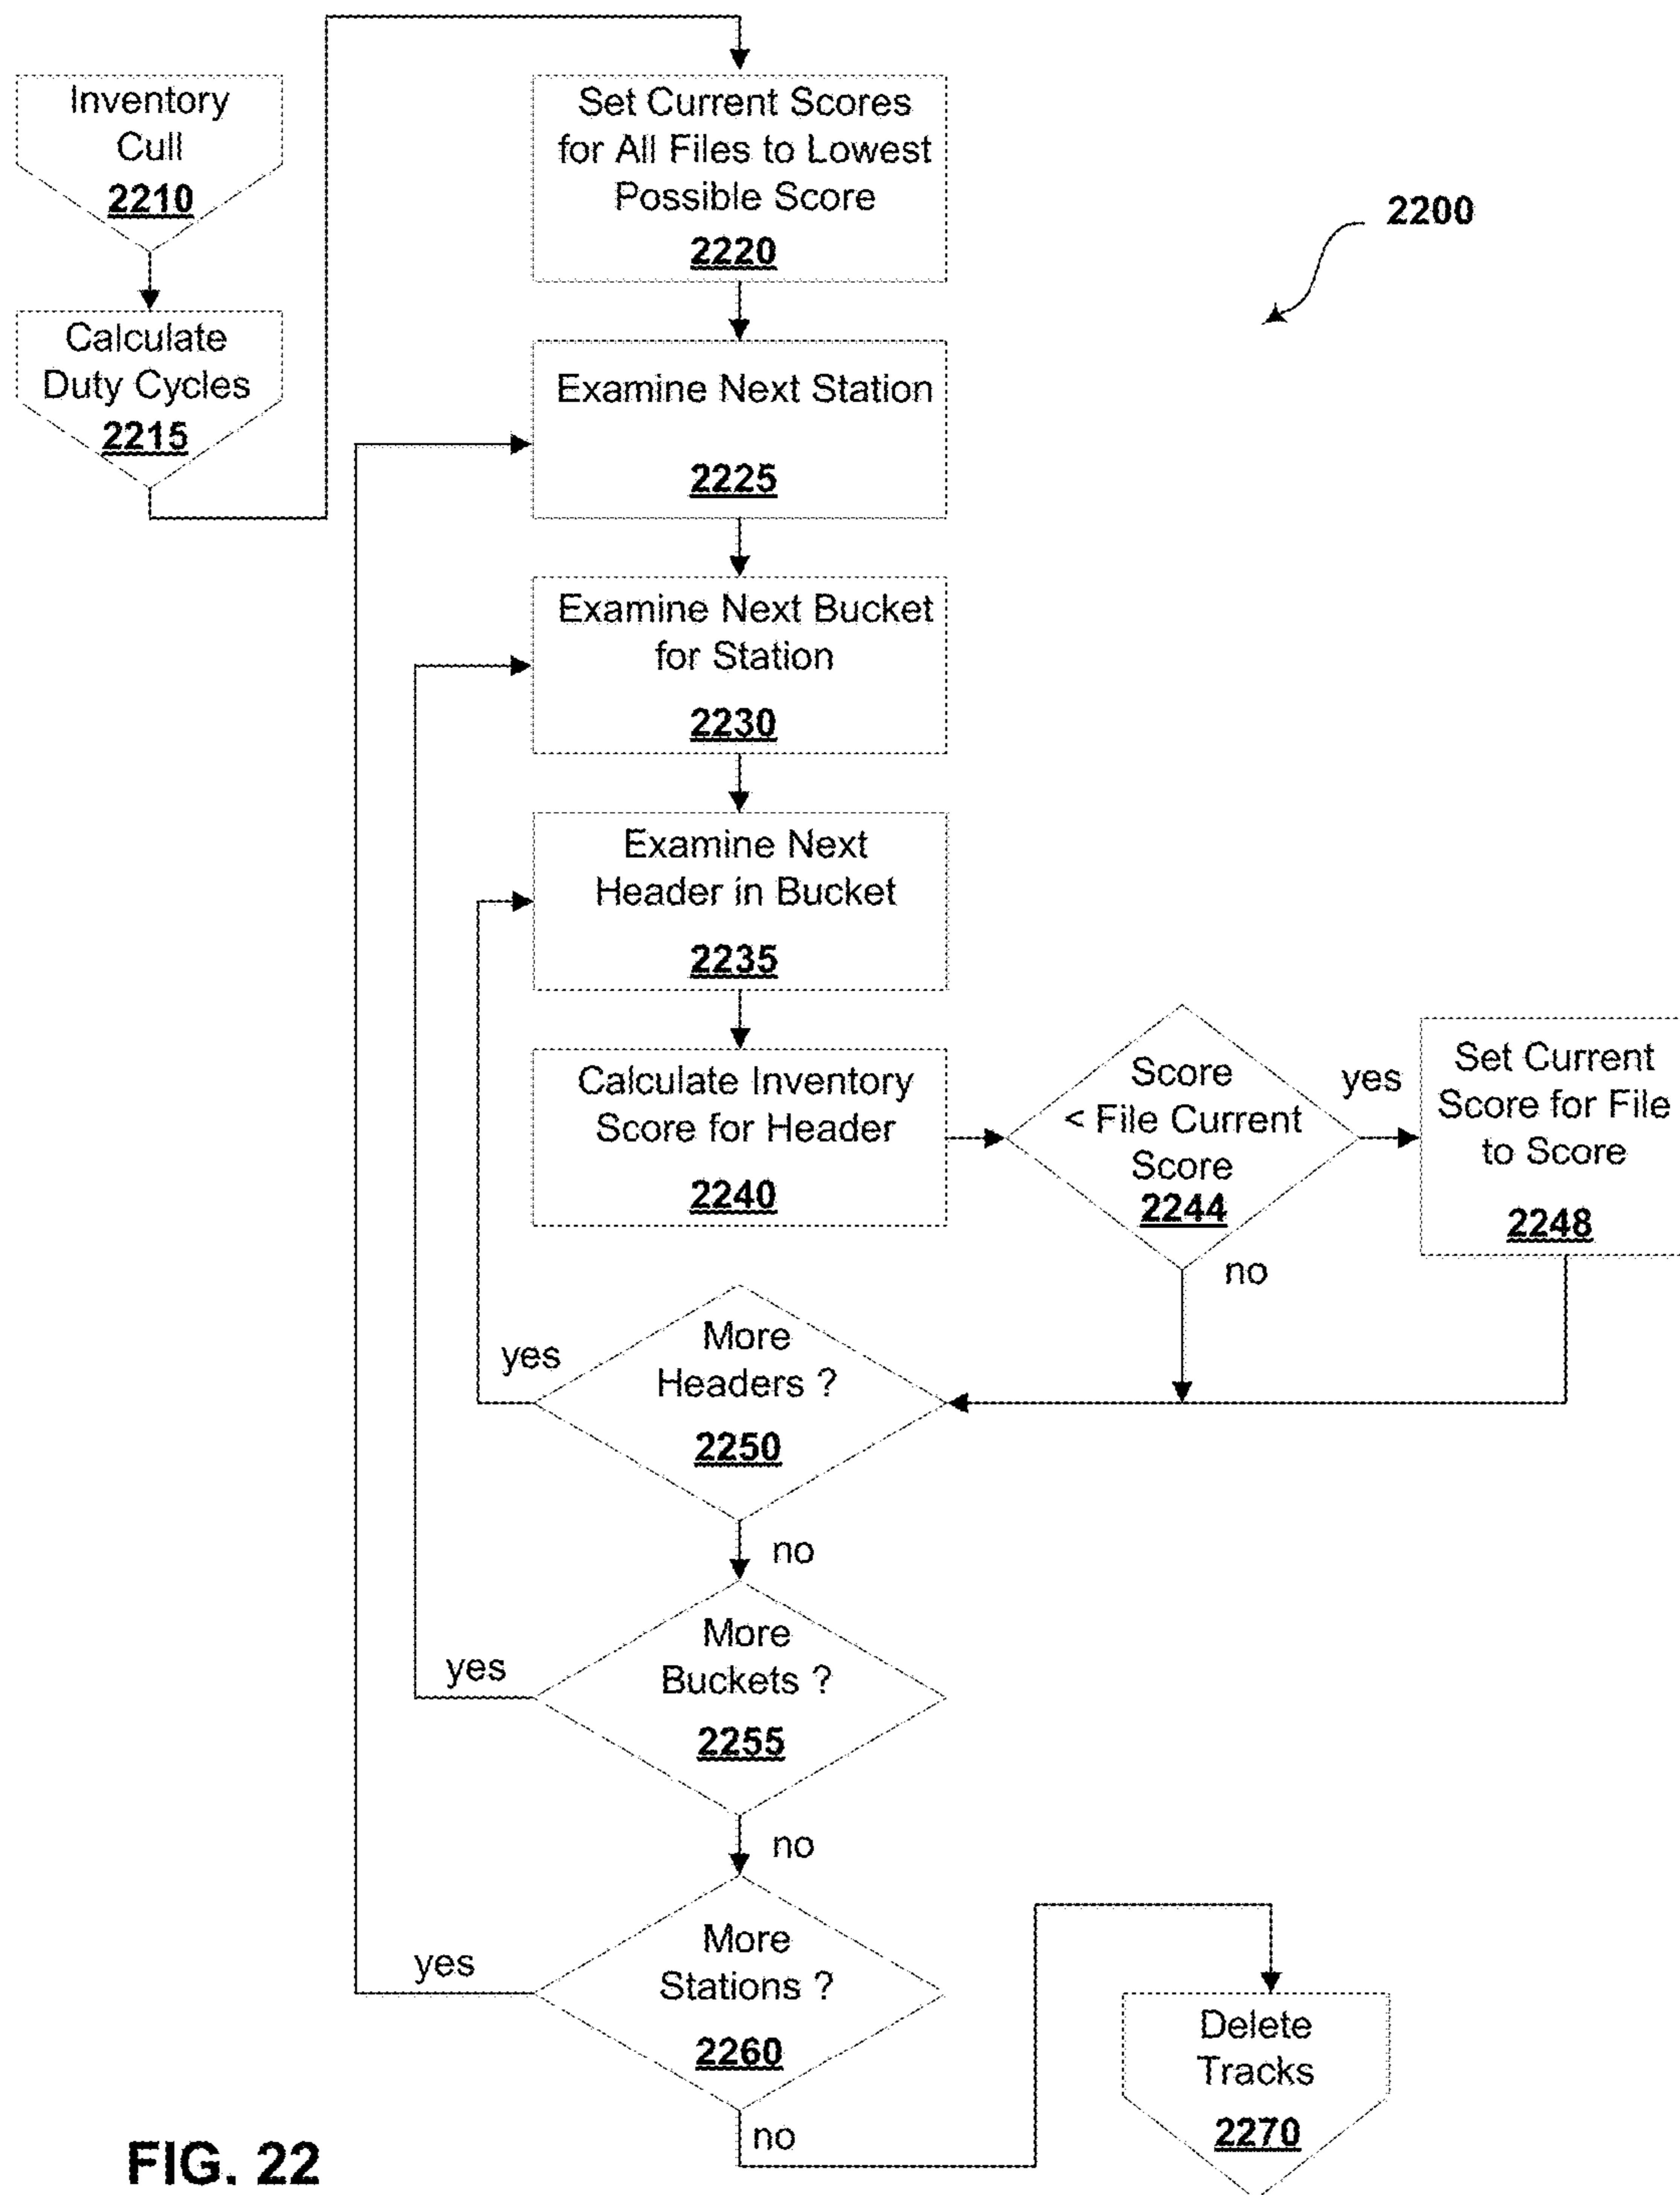 Inventory
Cull
2210
Calculate
Duty Cycles
2215
Set Current Scores
for All Files to Lowest
Possible Score
2220
2200
Examine Next Station
2225
Examine Next Bucket
for Station
2230
Examine Next
Header in Bucket
2235
Calculate Inventory
Score for Header
2240
Score
< File Current
Score
2244
yes
no
Set Current
Score for File
to Score
2248
More
Headers ?
2250
yes
no
More
Buckets ?
2255
yes
no
More
Stations ?
2260
yes
no
Delete
Tracks
2270
FIG. 22